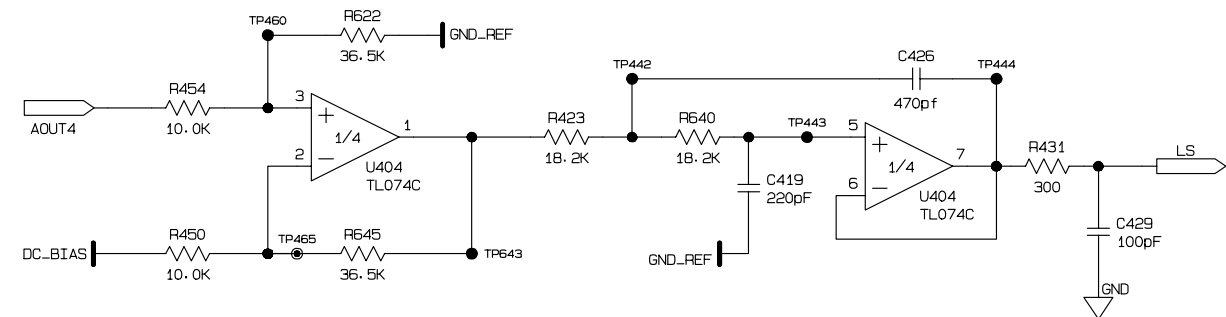 TP460
R622
36.5K
GND_REF
R454
10.0K
AOUT4
3
+
1/4
1
2
−
U404
TL074C
R450
10.0K
DC_BIAS
TP465
R645
36.5K
TP643
R423
18.2K
TP442
R640
18.2K
TP443
C426
470pf
TP444
C419
220pF
GND_REF
5
+
1/4
7
6
−
U404
TL074C
R431
300
LS
C429
100pF
GND